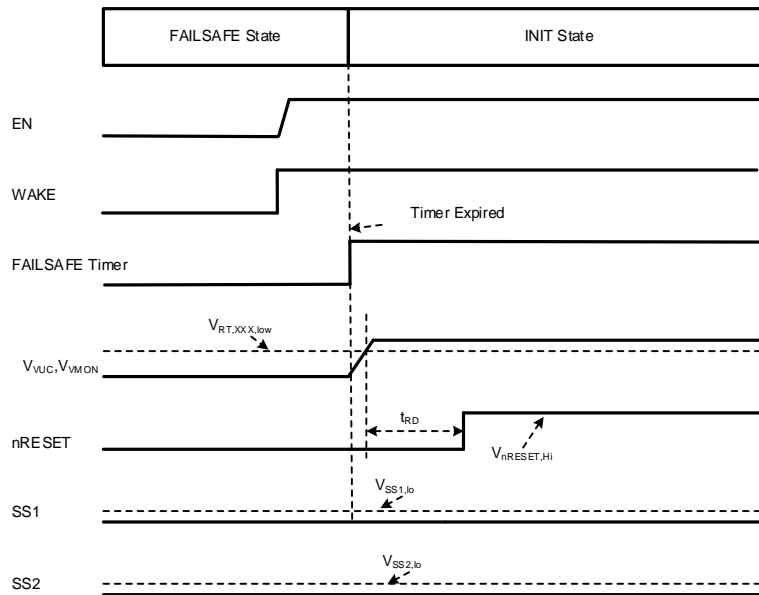 FAILSAFE State
INIT State
EN
WAKE
Timer Expired
FAILSAFE Timer
VRT,XXX,low
VVUC,VVMON
tRD
nRESET
VnRESET,Hi
VSS1,lo
SS1
VSS2,lo
SS2